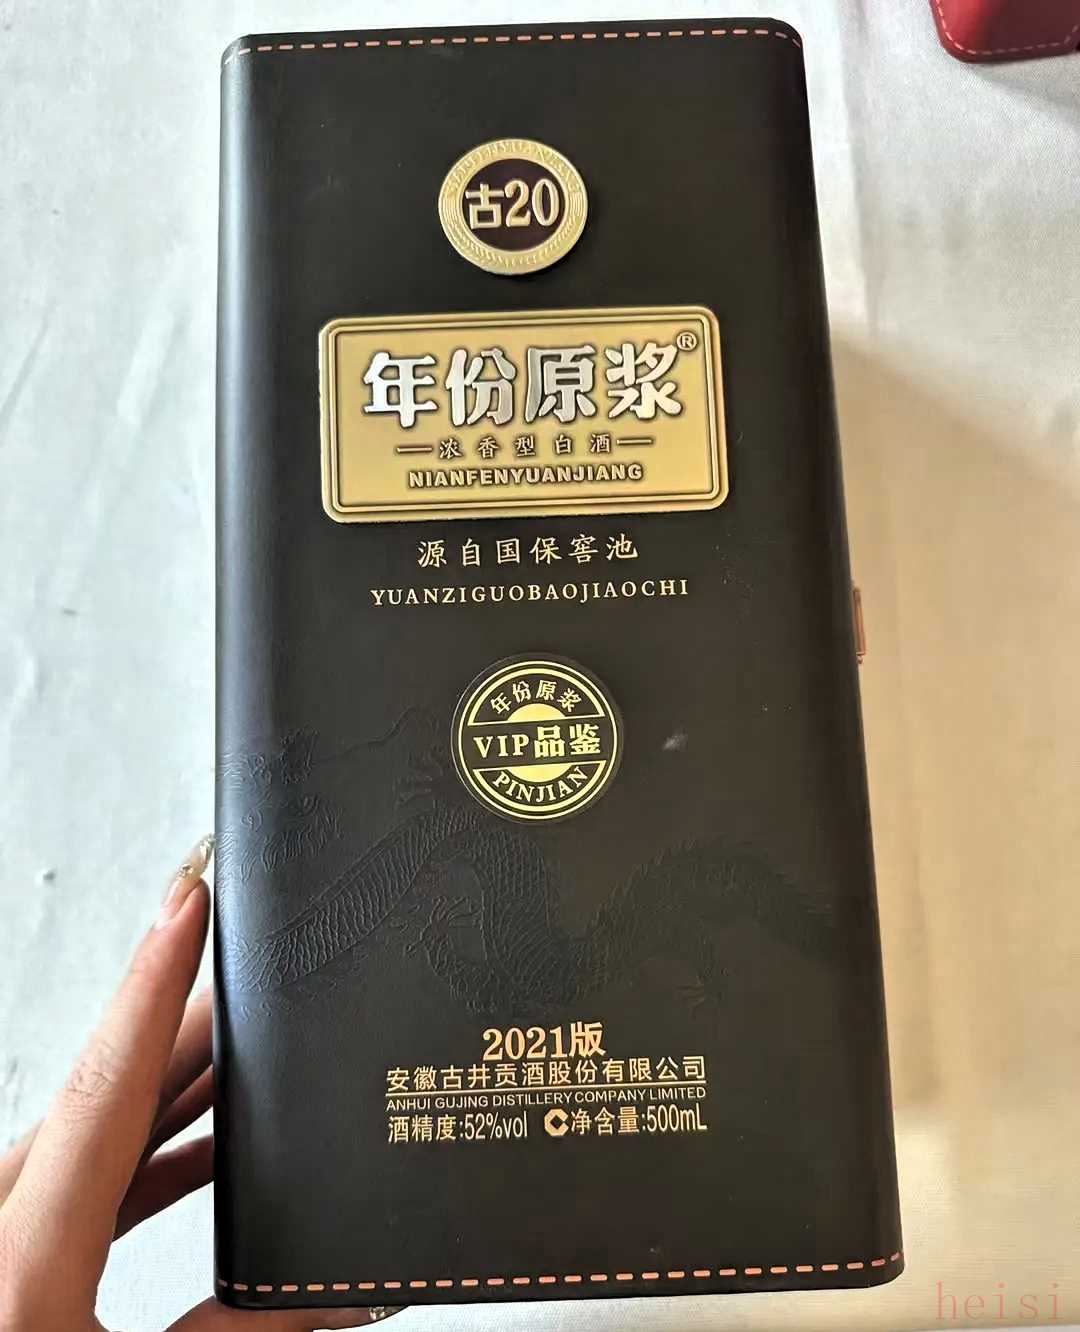 古20
年份原浆®
浓香型白酒
NIANFENYUANJIANG
源自国保窖池
YUANZIGUOBAOJIAOCHI
年份原浆
VIP品鉴
PINJIAN
2021版
安徽古井贡酒股份有限公司
ANHUI GUJING DISTILLERY COMPANY LIMITED
酒精度:52%vol C净含量:500mL
heisi